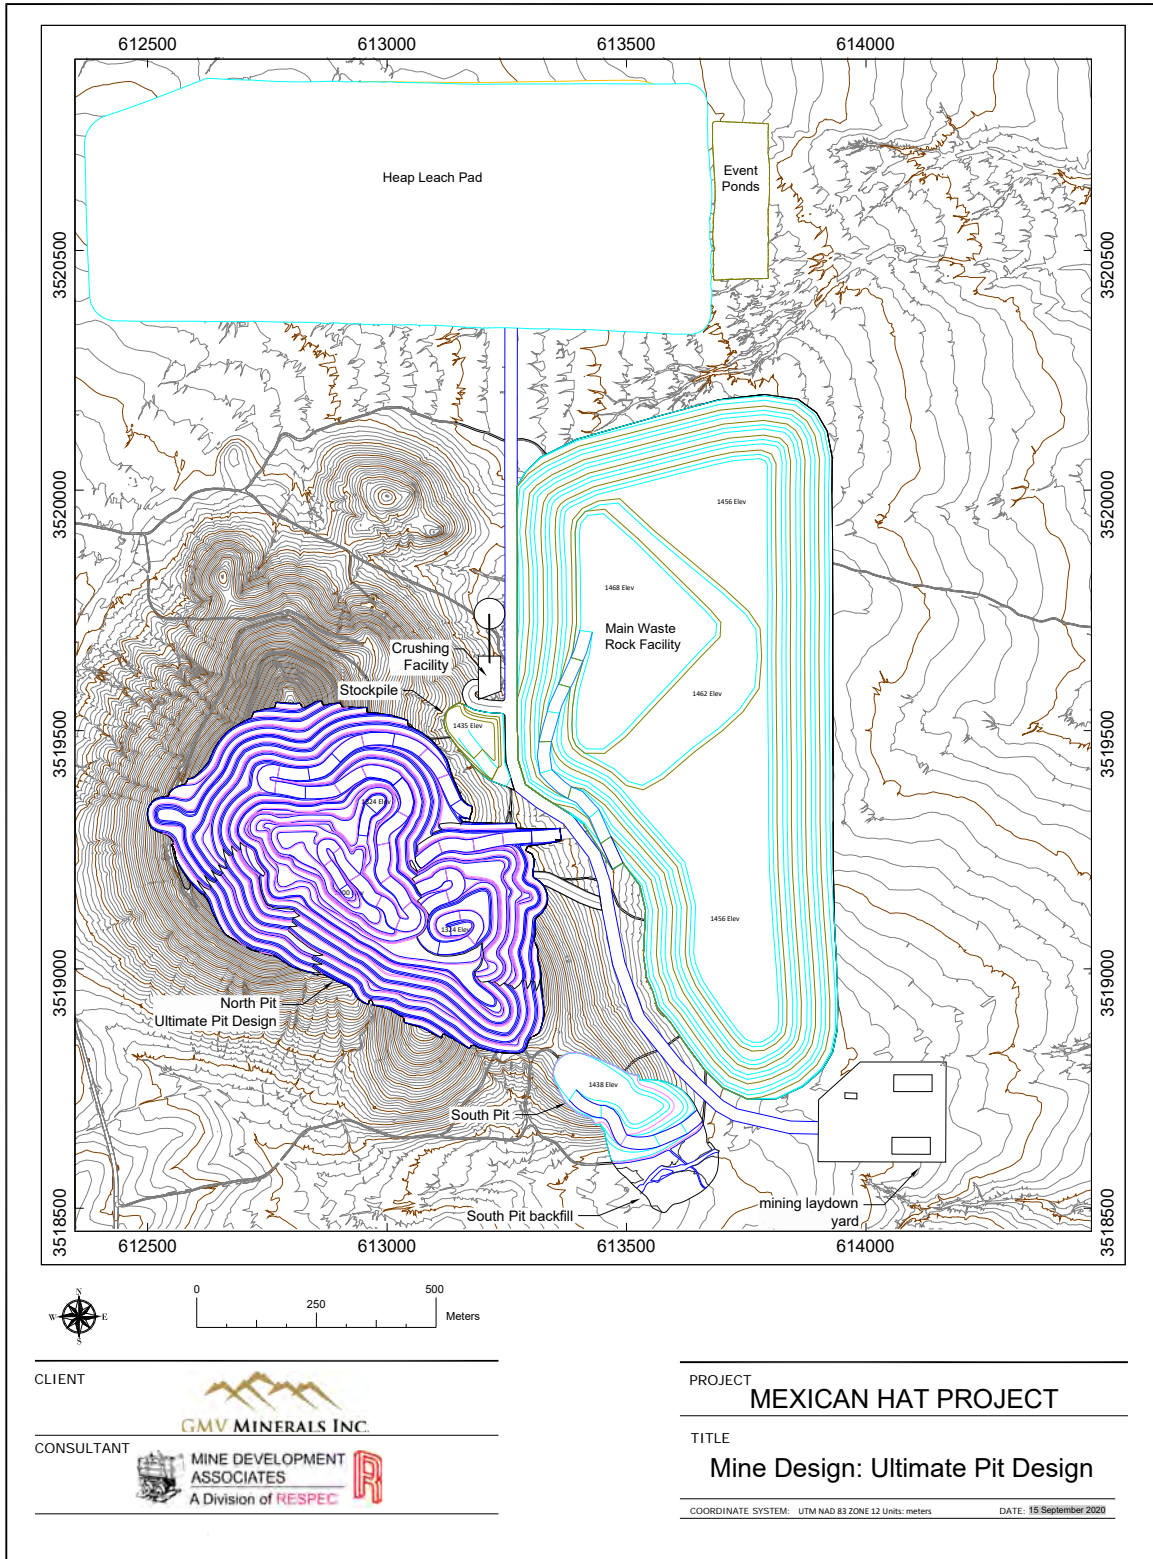 612500
613000
613500
614000
Heap Leach Pad
Event
Ponds
3520500
3520500
3520000
3520000
1456 Elev
1468 Elev
Main Waste
Rock Facility
Crushing
Facility
Stockpile
1462 Elev
1435 Elev
3519500
3519500
1324 Elev
1456 Elev
1324 Elev
3519000
3519000
North Pit
Ultimate Pit Design
1438 Elev
South Pit
mining laydown
yard
South Pit backfill
3518500
3518500
612500
613000
613500
614000
N
W
E
S
0
250
500
Meters
CLIENT
GMV MINERALS INC.
CONSULTANT
MINE DEVELOPMENT
ASSOCIATES
A Division of RESPEC
R
PROJECT
MEXICAN HAT PROJECT
TITLE
Mine Design: Ultimate Pit Design
COORDINATE SYSTEM: UTM NAD 83 ZONE 12 Units: meters
DATE: 15 September 2020